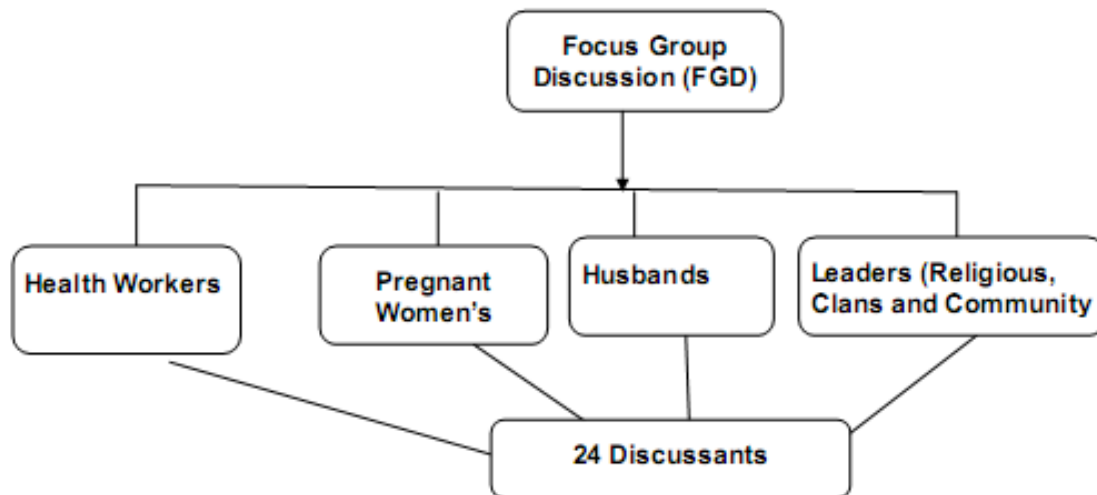 Focus Group
Discussion (FGD)
Health Workers
Pregnant
Women's
Husbands
Leaders (Religious,
Clans and Community
24 Discussants